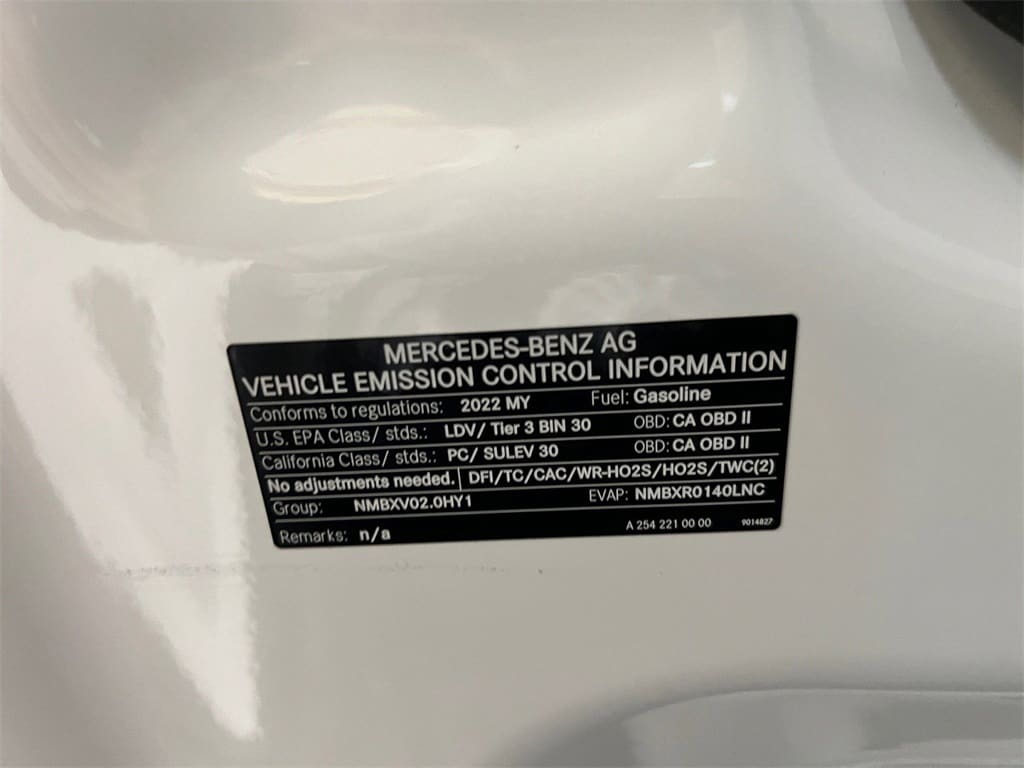 MERCEDES-BENZ AG
VEHICLE EMISSION CONTROL INFORMATION
Conforms to regulations: 2022 MY Fuel: Gasoline
U.S. EPA Class/ stds.: LDV/ Tier 3 BIN 30 OBD: CA OBD II
California Class/ stds.: PC/ SULEV 30 OBD: CA OBD II
No adjustments needed. DFI/TC/CAC/WR-HO2S/HO2S/TWC(2)
Group: NMBXV02.0HY1 EVAP: NMBXR0140LNC
Remarks: n/a A 254 221 00 00 9014827